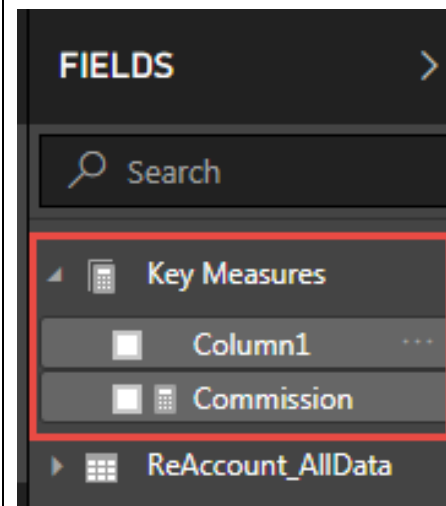 FIELDS
Search
Key Measures
Column1
Commission
ReAccount_AllData